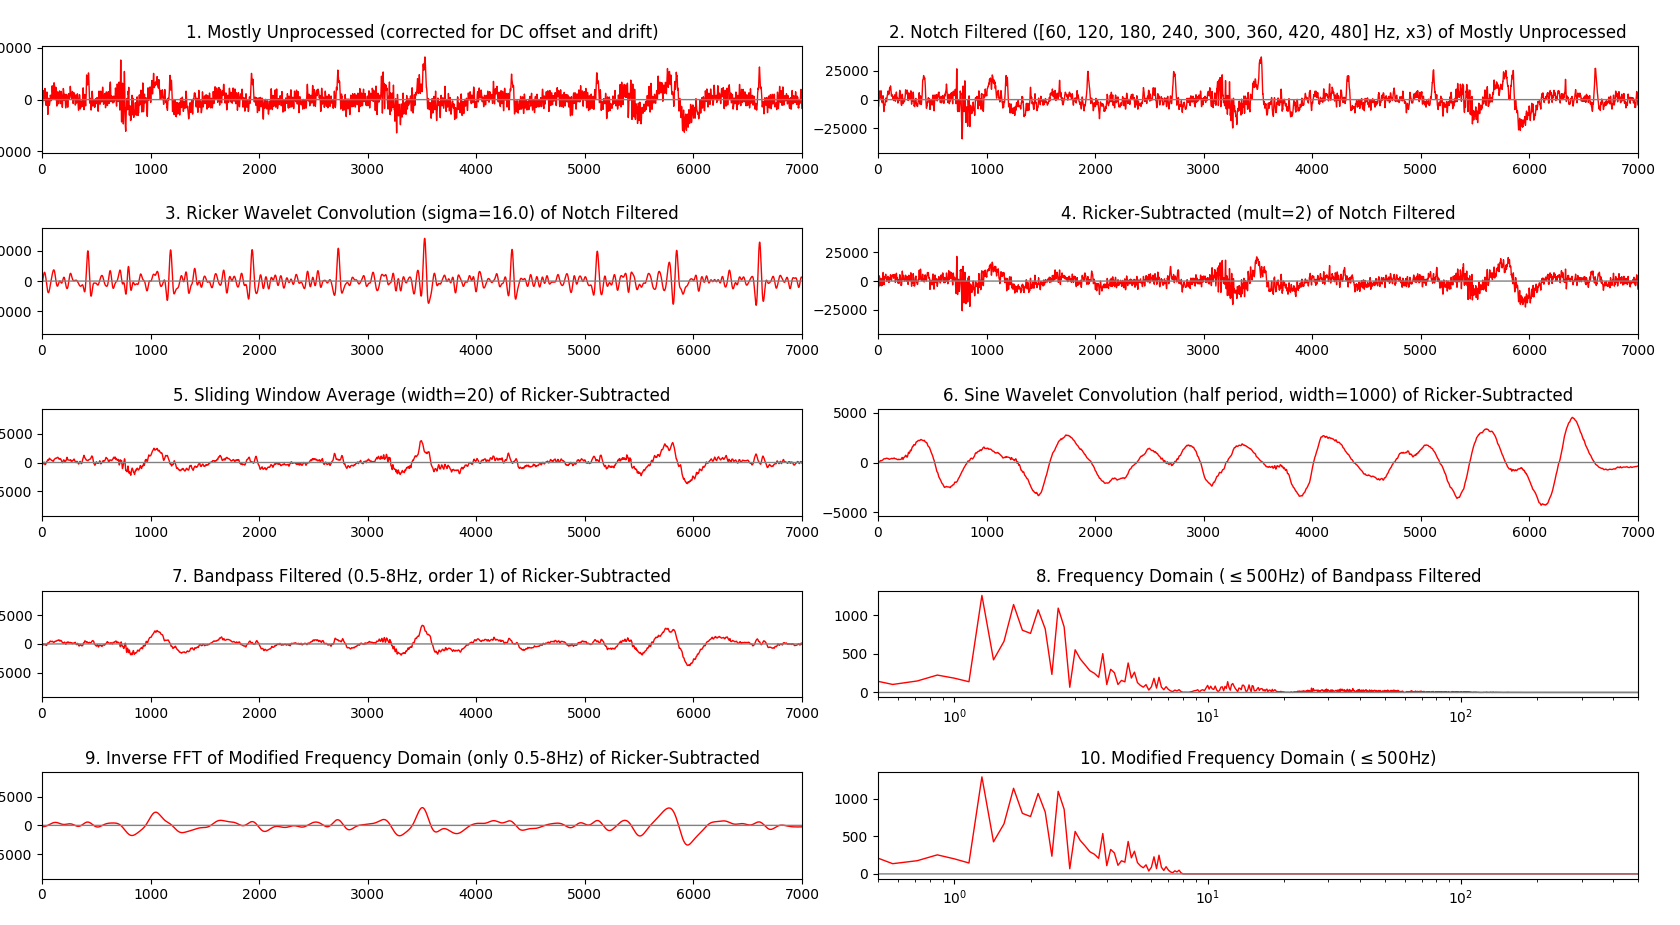 1. Mostly Unprocessed (corrected for DC offset and drift)
2. Notch Filtered ([60, 120, 180, 240, 300, 360, 420, 480] Hz, x3) of Mostly Unprocessed
0
0 1000 2000 3000 4000 5000 6000 7000
25000
0
−25000
0 1000 2000 3000 4000 5000 6000 7000
3. Ricker Wavelet Convolution (sigma=16.0) of Notch Filtered
4. Ricker-Subtracted (mult=2) of Notch Filtered
0
0 1000 2000 3000 4000 5000 6000 7000
25000
0
−25000
0 1000 2000 3000 4000 5000 6000 7000
5. Sliding Window Average (width=20) of Ricker-Subtracted
6. Sine Wavelet Convolution (half period, width=1000) of Ricker-Subtracted
0
0 1000 2000 3000 4000 5000 6000 7000
5000
0
−5000
0 1000 2000 3000 4000 5000 6000 7000
7. Bandpass Filtered (0.5-8Hz, order 1) of Ricker-Subtracted
8. Frequency Domain (≤500Hz) of Bandpass Filtered
0
0 1000 2000 3000 4000 5000 6000 7000
1000
500
0
10⁰ 10¹ 10²
9. Inverse FFT of Modified Frequency Domain (only 0.5-8Hz) of Ricker-Subtracted
10. Modified Frequency Domain (≤500Hz)
0
0 1000 2000 3000 4000 5000 6000 7000
1000
500
0
10⁰ 10¹ 10²